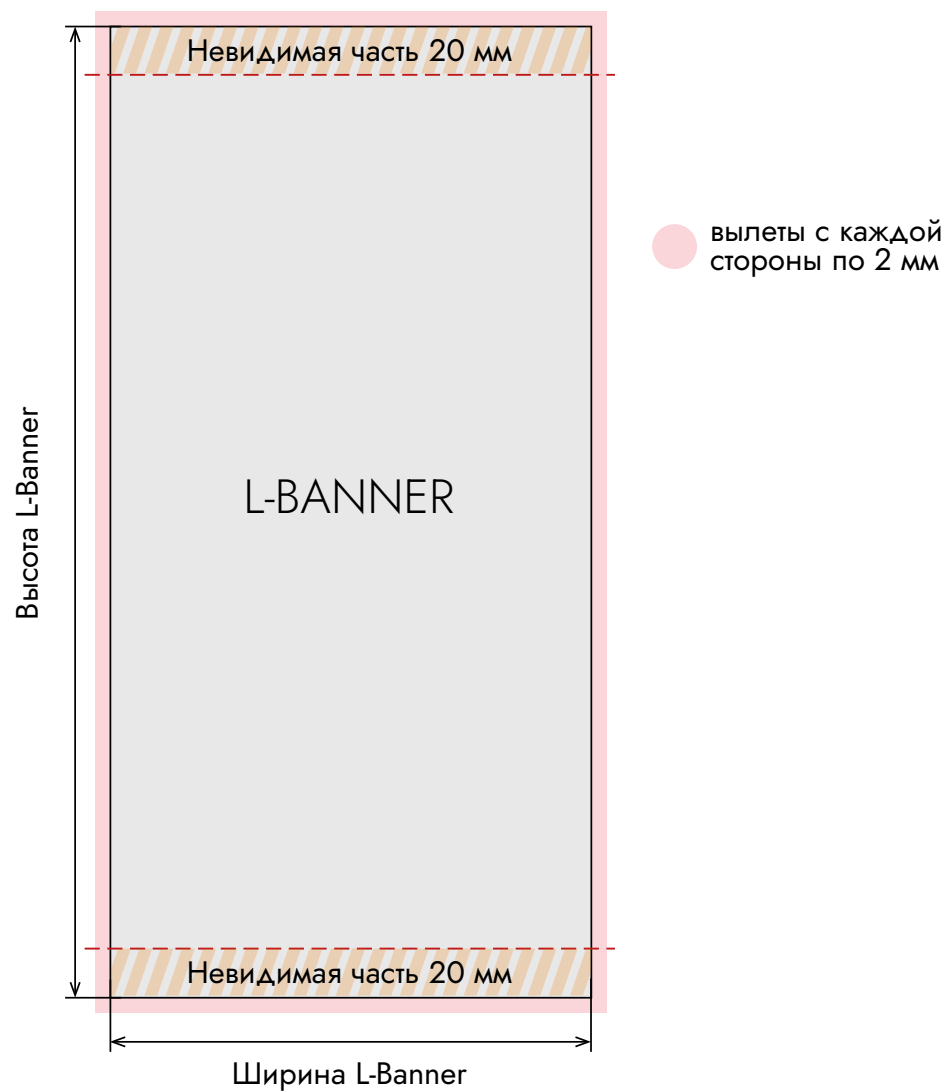 Невидимая часть 20 мм
вылеты с каждой
стороны по 2 мм
Высота L-Banner
L-BANNER
Невидимая часть 20 мм
Ширина L-Banner